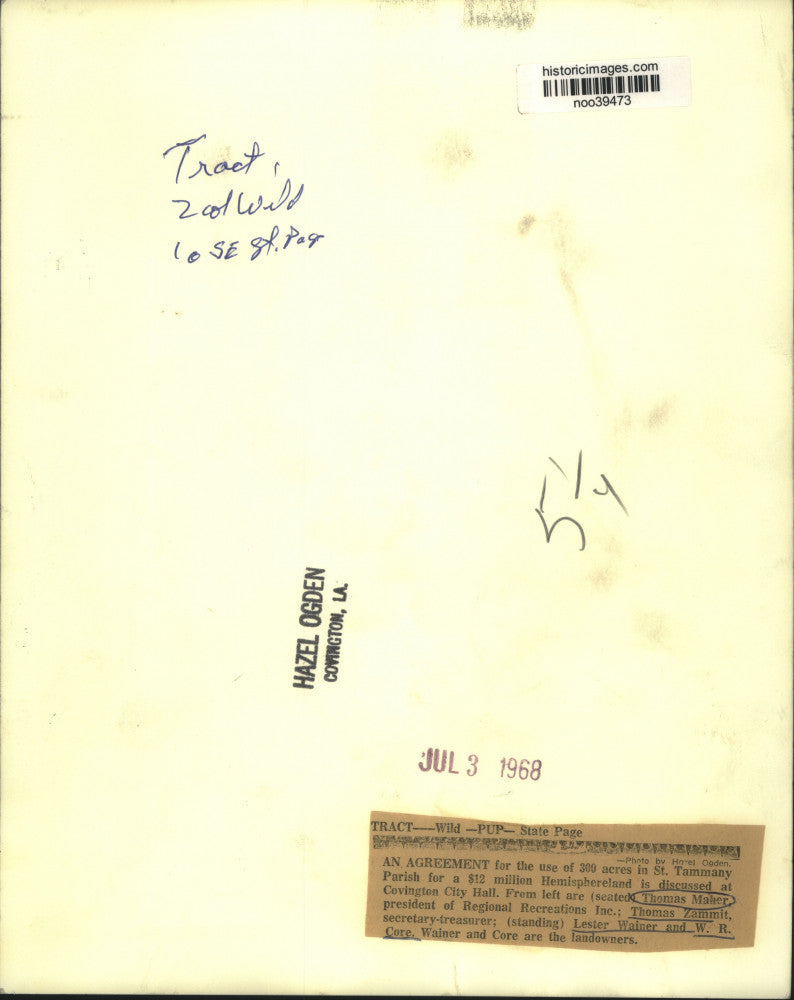 historicimages.com
noo39473
Tract,
2 col Wild
10 SE St. Page
5 1/4
HAZEL OGDEN
COVINGTON, LA.
JUL 3 1968
TRACT——Wild —PUP— State Page
—Photo by Hazel Ogden.
AN AGREEMENT for the use of 300 acres in St. Tammany
Parish for a $12 million Hemisphereland is discussed at
Covington City Hall. From left are (seated) Thomas Maher,
president of Regional Recreations Inc.; Thomas Zammit,
secretary-treasurer; (standing) Lester Wainer and W. R.
Core. Wainer and Core are the landowners.